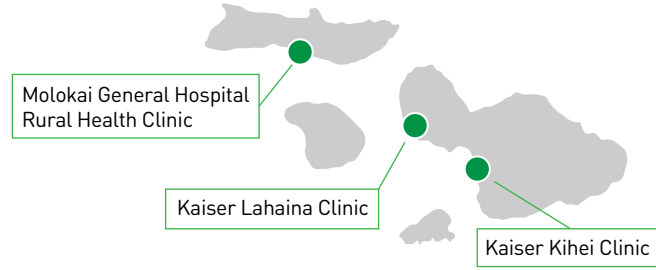 Molokai General Hospital
Rural Health Clinic
Kaiser Lahaina Clinic
Kaiser Kihei Clinic